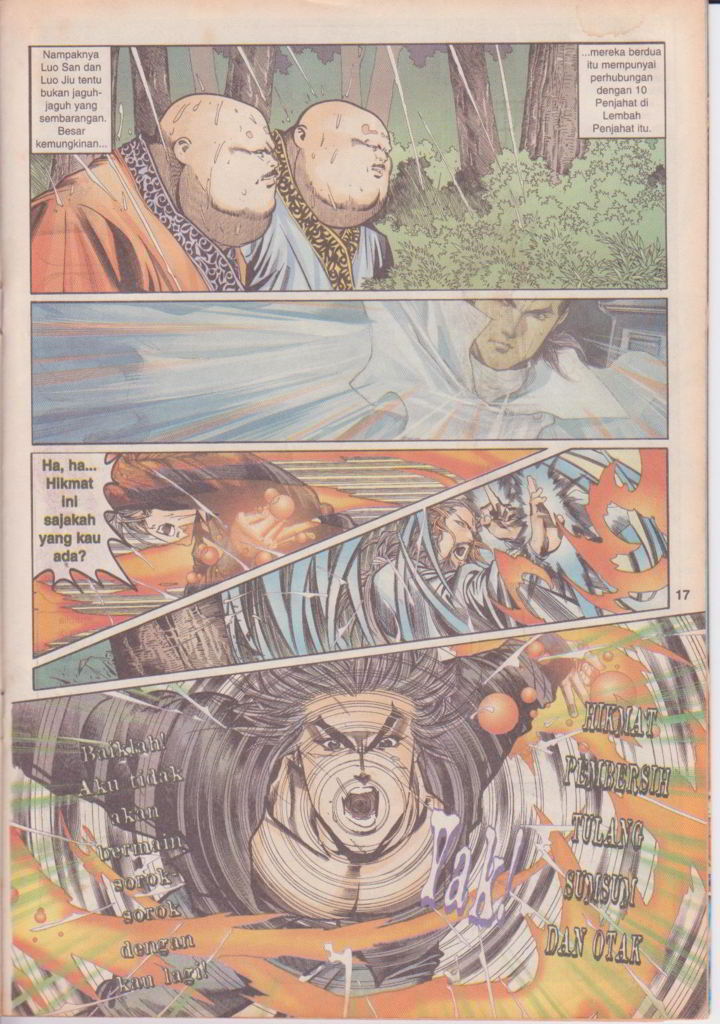 Nampaknya
Luo San dan
Luo Jiu tentu
bukan jaguh-
jaguh yang
sembarangan.
Besar
kemungkinan...
...mereka berdua
itu mempunyai
perhubungan
dengan 10
Penjahat di
Lembah
Penjahat itu.
Ha, ha...
Hikmat
ini
sajakah
yang kau
ada?
17
Baiklah!
Aku tidak
akan
bermain
sorok-
sorok
dengan
kau lagi!
Pak!
HIKMAT
PEMBERSIH
TULANG
SUMSUM
DAN OTAK